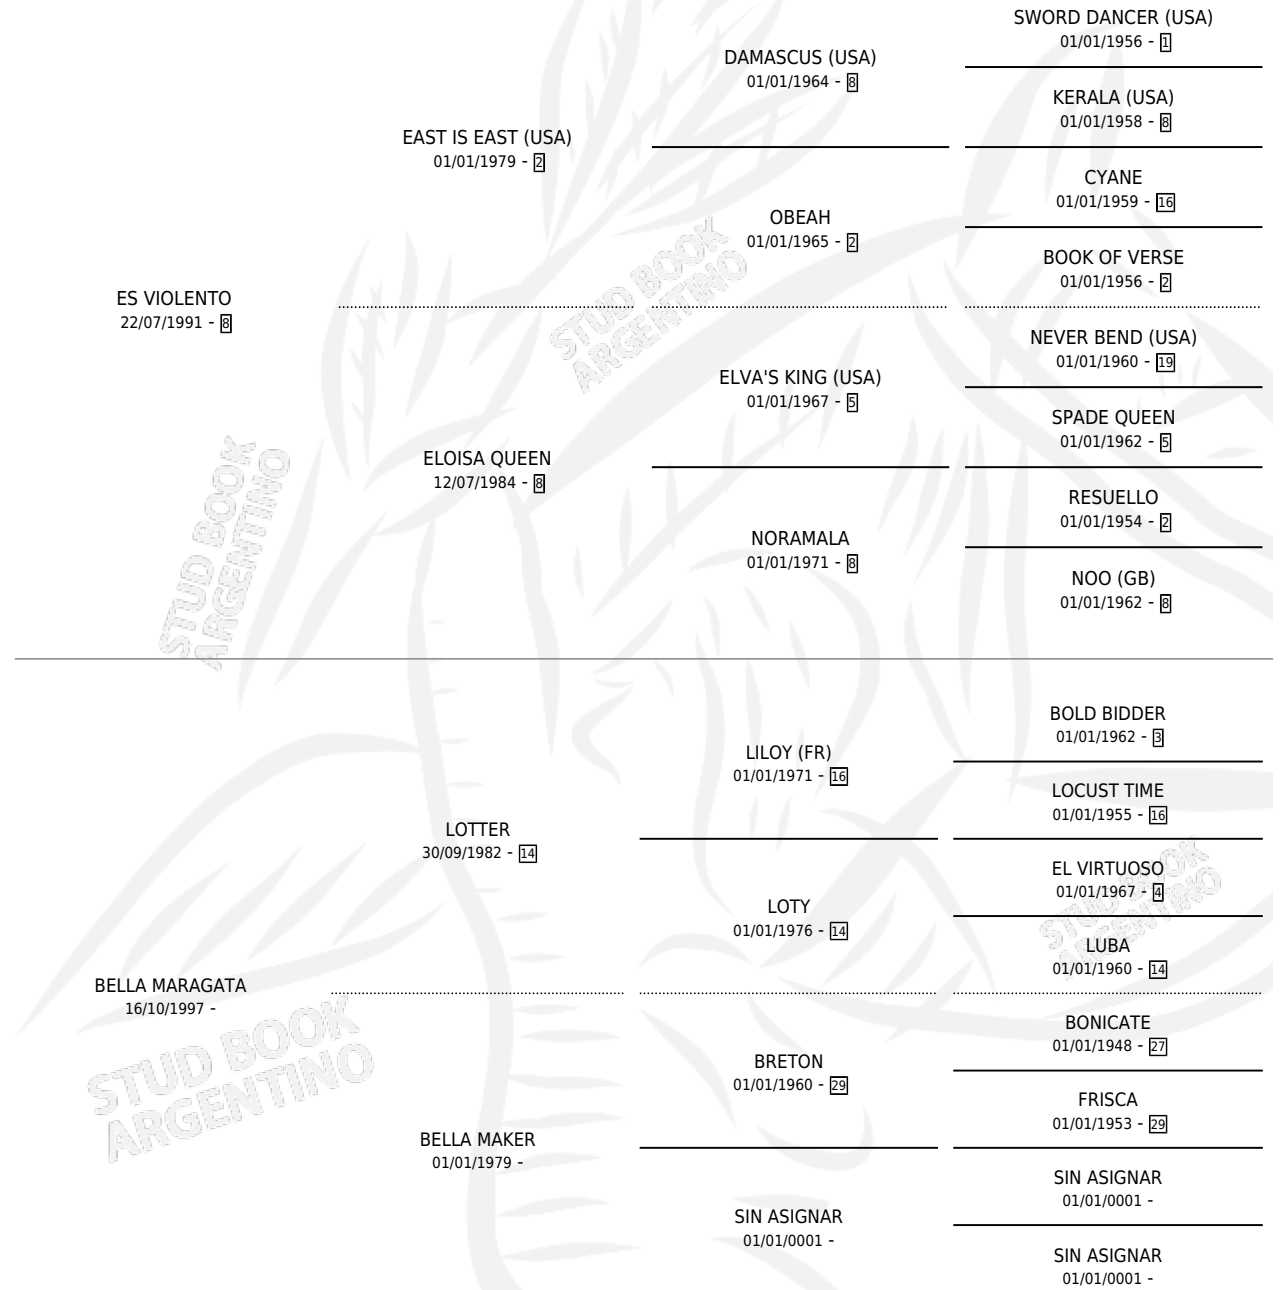 SWORD DANCER (USA)
01/01/1956 - 1
DAMASCUS (USA)
01/01/1964 - 8
KERALA (USA)
01/01/1958 - 8
EAST IS EAST (USA)
01/01/1979 - 2
CYANE
01/01/1959 - 16
OBEAH
01/01/1965 - 2
BOOK OF VERSE
01/01/1956 - 2
ES VIOLENTO
22/07/1991 - 8
STUD BOOK
ARGENTINO
NEVER BEND (USA)
01/01/1960 - 19
ELVA'S KING (USA)
01/01/1967 - 5
SPADE QUEEN
01/01/1962 - 5
ELOISA QUEEN
12/07/1984 - 8
RESUELLO
01/01/1954 - 2
NORAMALA
01/01/1971 - 8
NOO (GB)
01/01/1962 - 8
STUD BOOK
ARGENTINO
BOLD BIDDER
01/01/1962 - 3
LILOY (FR)
01/01/1971 - 16
LOCUST TIME
01/01/1955 - 16
LOTTER
30/09/1982 - 14
EL VIRTUOSO
01/01/1967 - 4
LOTY
01/01/1976 - 14
STUD BOOK
ARGENTINO
LUBA
01/01/1960 - 14
BELLA MARAGATA
16/10/1997 -
STUD BOOK
ARGENTINO
BONICATE
01/01/1948 - 27
BRETON
01/01/1960 - 29
FRISCA
01/01/1953 - 29
BELLA MAKER
01/01/1979 -
SIN ASIGNAR
01/01/0001 -
SIN ASIGNAR
01/01/0001 -
SIN ASIGNAR
01/01/0001 -